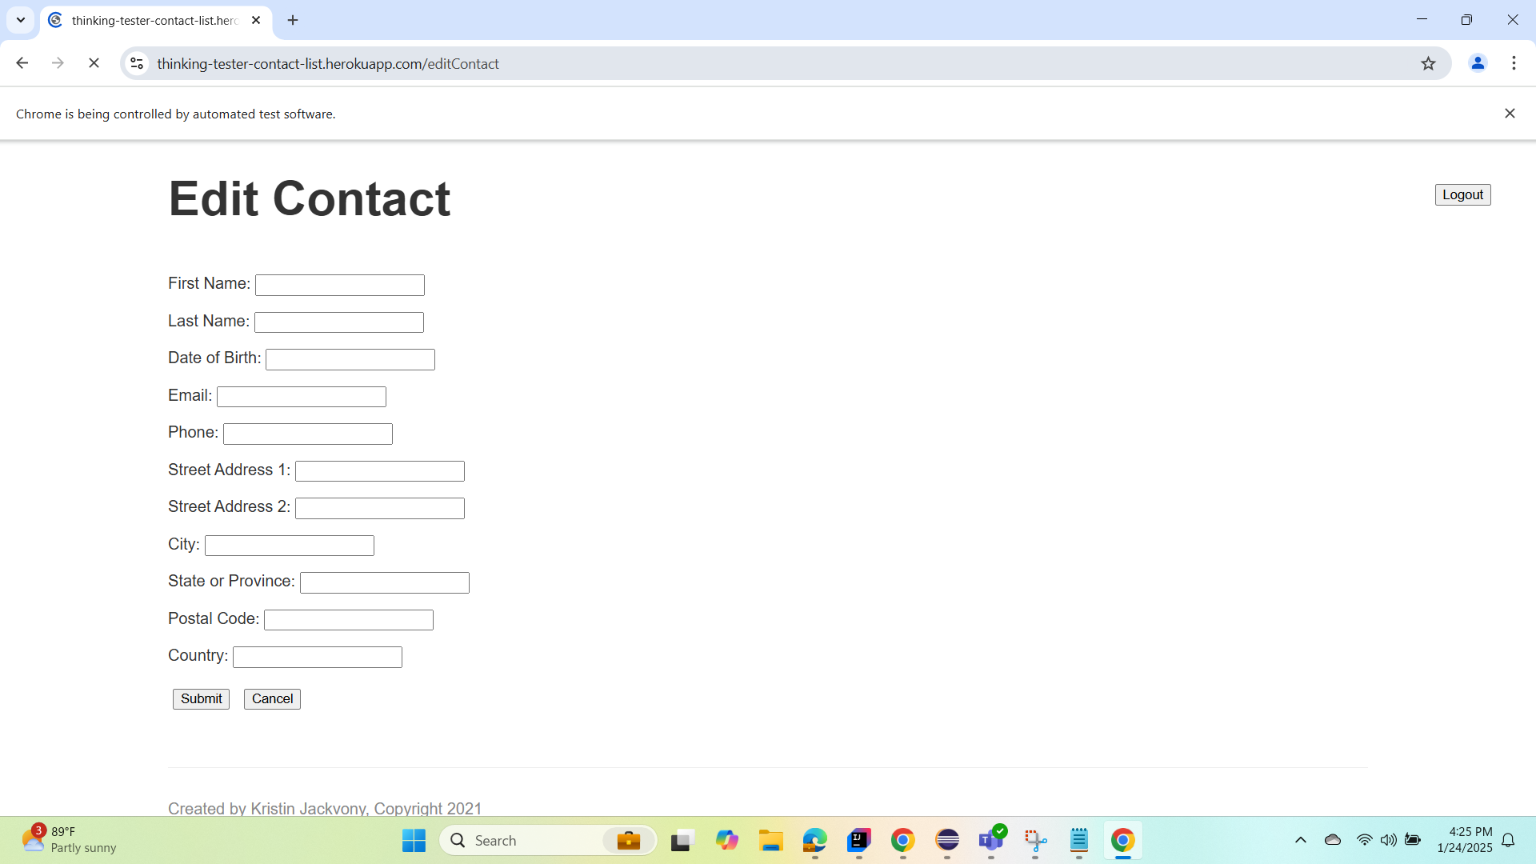 thinking-tester-contact-list.herc
thinking-tester-contact-list.herokuapp.com/editContact
Chrome is being controlled by automated test software.
Edit Contact
Logout
First Name:
Last Name:
Date of Birth:
Email:
Phone:
Street Address 1:
Street Address 2:
City:
State or Province:
Postal Code:
Country:
Submit Cancel
Created by Kristin Jackvony, Copyright 2021
3
89°F
Partly sunny
Search
4:25 PM
1/24/2025